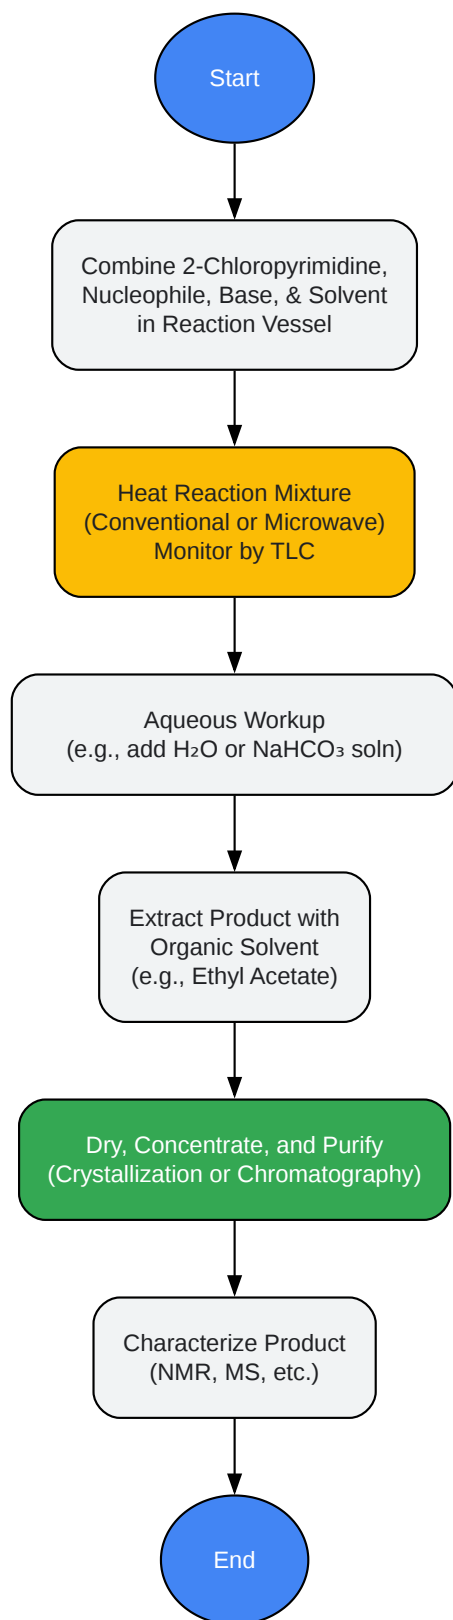 Start
Combine 2-Chloropyrimidine,
Nucleophile, Base, & Solvent
in Reaction Vessel
Heat Reaction Mixture
(Conventional or Microwave)
Monitor by TLC
Aqueous Workup
(e.g., add H₂O or NaHCO₃ soln)
Extract Product with
Organic Solvent
(e.g., Ethyl Acetate)
Dry, Concentrate, and Purify
(Crystallization or Chromatography)
Characterize Product
(NMR, MS, etc.)
End